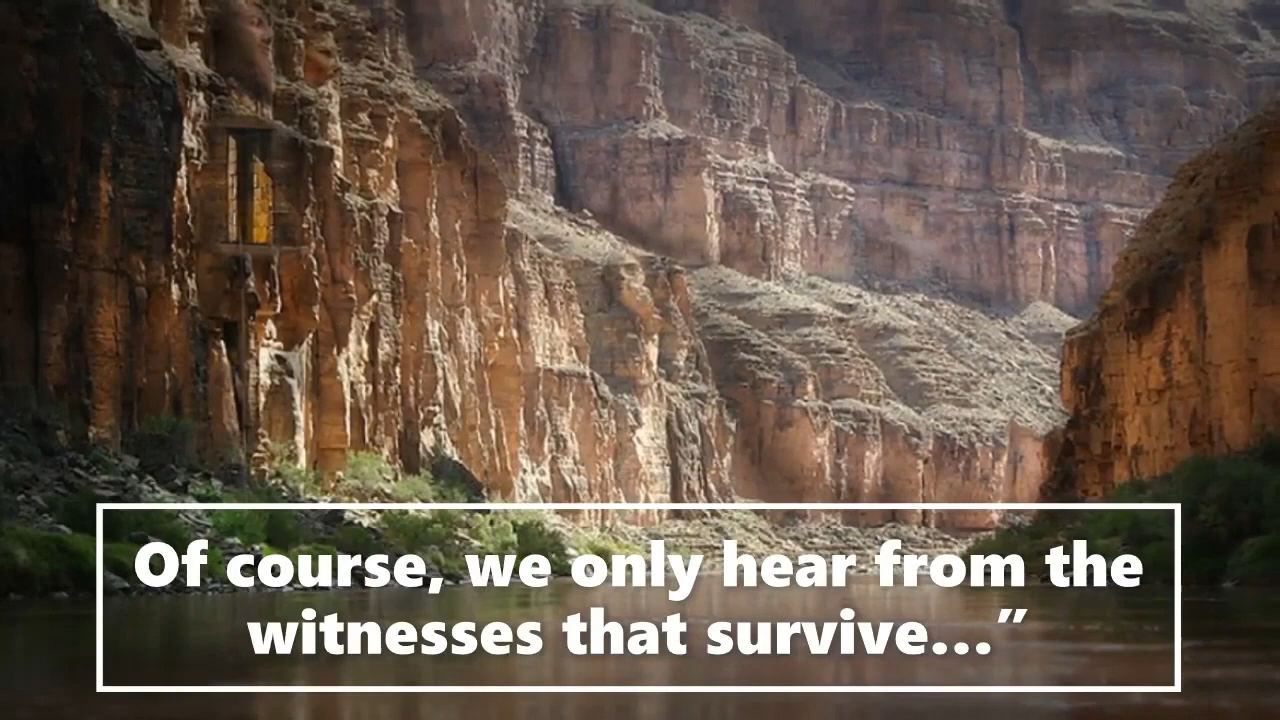 Of course, we only hear from the
witnesses that survive...”